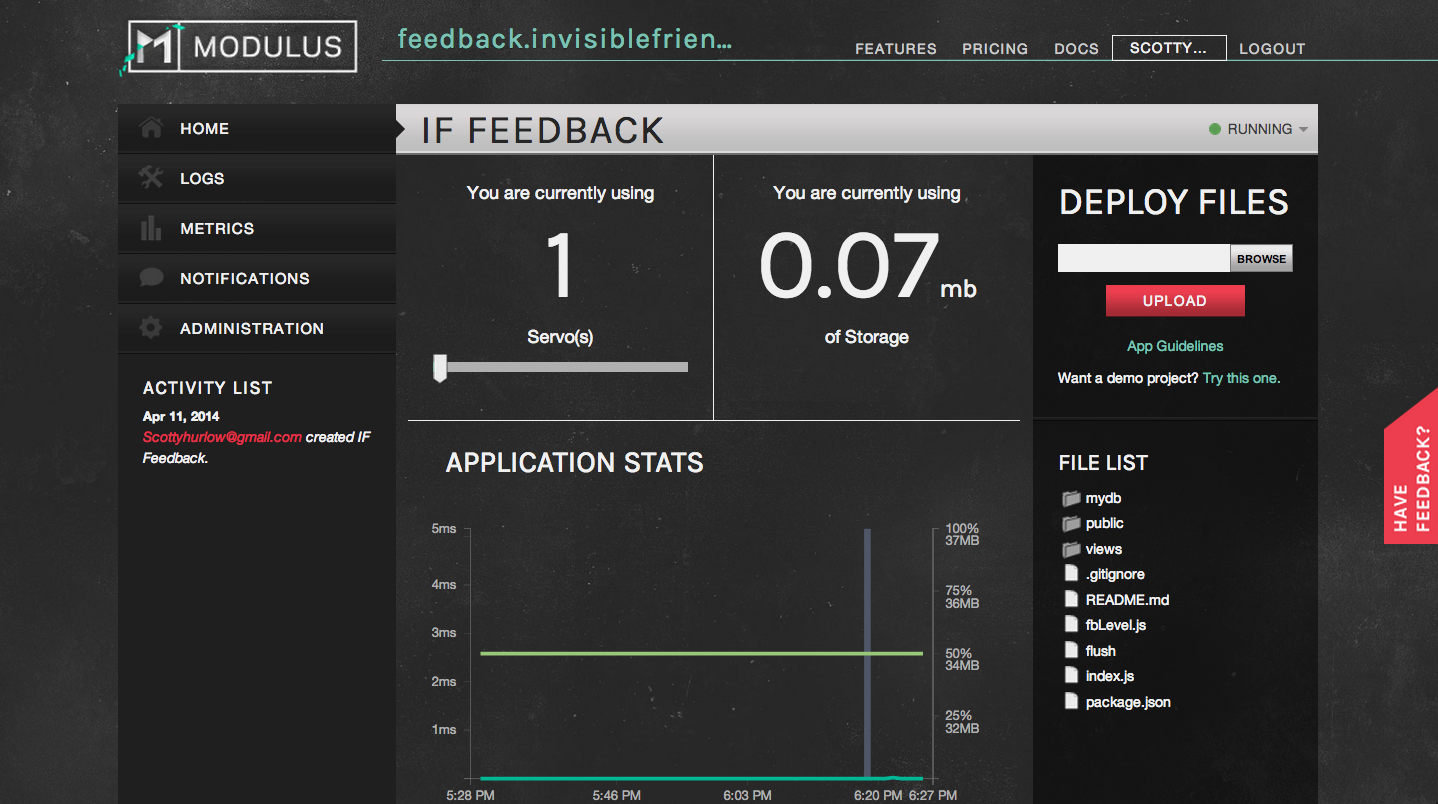 MODULUS
feedback.invisiblefrien...
FEATURES
PRICING
DOCS
SCOTTY...
LOGOUT
HOME
LOGS
METRICS
NOTIFICATIONS
ADMINISTRATION
ACTIVITY LIST
Apr 11, 2014
Scottyhurlow@gmail.com created IF
Feedback.
IF FEEDBACK
RUNNING
You are currently using
1
Servo(s)
You are currently using
0.07 mb
of Storage
APPLICATION STATS
5ms
4ms
3ms
2ms
1ms
100%
37MB
75%
36MB
50%
34MB
25%
32MB
5:28 PM
5:46 PM
6:03 PM
6:20 PM
6:27 PM
DEPLOY FILES
BROWSE
UPLOAD
App Guidelines
Want a demo project? Try this one.
FILE LIST
mydb
public
views
.gitignore
README.md
fbLevel.js
flush
index.js
package.json
HAVE
FEEDBACK?